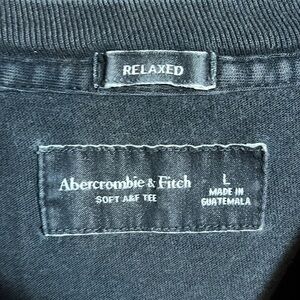 RELAXED
Abercrombie & Fitch
SOFT A&F TEE
L
MADE IN
GUATEMALA